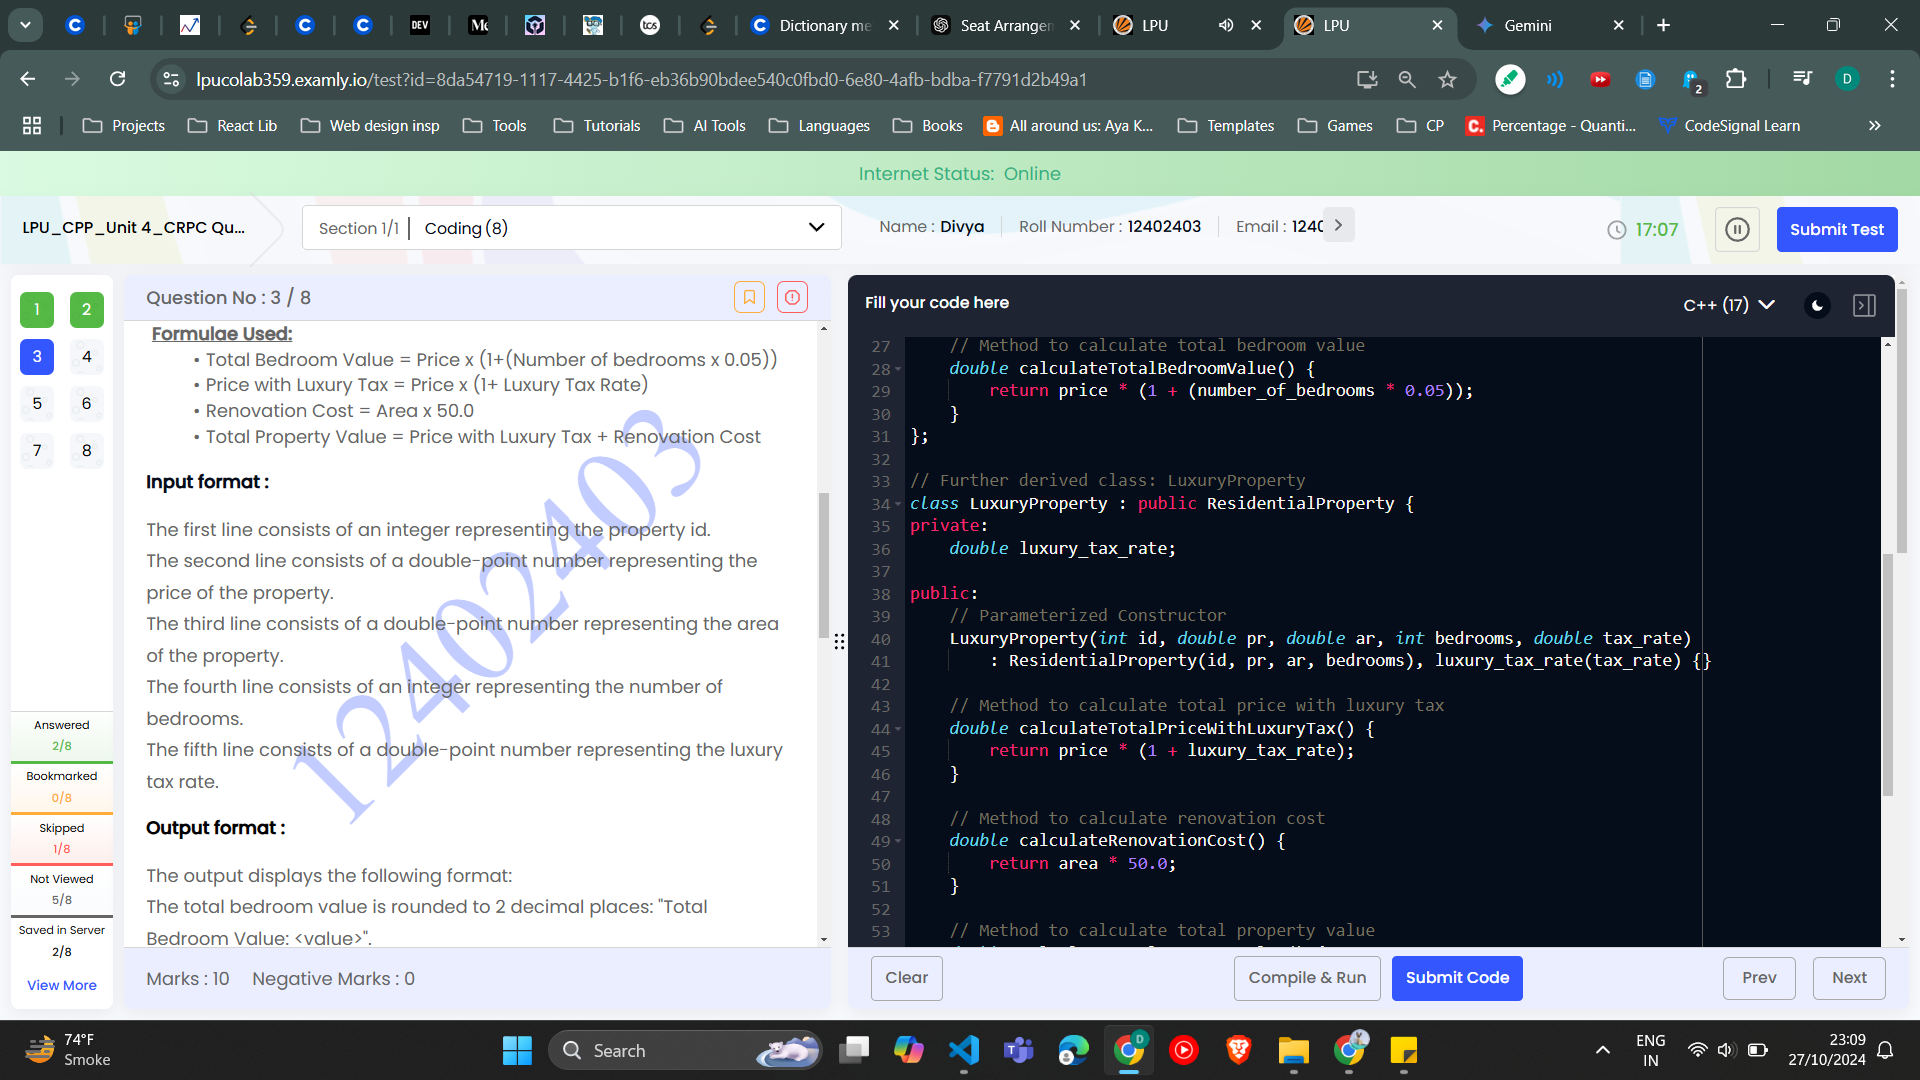 DEV
Mc
tcs
Dictionary me
Seat Arrangen
LPU
LPU
Gemini
lpucolab359.examly.io/test?id=8da54719-1117-4425-b1f6-eb36b90bdee540c0fbd0-6e80-4afb-bdba-f7791d2b49a1
2
D
Projects
React Lib
Web design insp
Tools
Tutorials
AI Tools
Languages
Books
All around us: Aya K...
Templates
Games
CP
Percentage - Quanti...
CodeSignal Learn
Internet Status: Online
LPU_CPP_Unit 4_CRPC Qu...
Section 1/1 | Coding (8)
Name : Divya
Roll Number : 12402403
Email : 1240
17:07
Submit Test
1 2
3 4
5 6
7 8
Answered
2/8
Bookmarked
0/8
Skipped
1/8
Not Viewed
5/8
Saved in Server
2/8
View More
Question No : 3 / 8
Formulae Used:
• Total Bedroom Value = Price x (1+(Number of bedrooms x 0.05))
• Price with Luxury Tax = Price x (1+ Luxury Tax Rate)
• Renovation Cost = Area x 50.0
• Total Property Value = Price with Luxury Tax + Renovation Cost
Input format :
The first line consists of an integer representing the property id.
The second line consists of a double-point number representing the
price of the property.
The third line consists of a double-point number representing the area
of the property.
The fourth line consists of an integer representing the number of
bedrooms.
The fifth line consists of a double-point number representing the luxury
tax rate.
Output format :
The output displays the following format:
The total bedroom value is rounded to 2 decimal places: "Total
Bedroom Value: <value>".
12402403
Marks : 10 Negative Marks : 0
Fill your code here
C++ (17)
27 // Method to calculate total bedroom value
28 double calculateTotalBedroomValue() {
29 return price * (1 + (number_of_bedrooms * 0.05));
30 }
31 };
32
33 // Further derived class: LuxuryProperty
34 class LuxuryProperty : public ResidentialProperty {
35 private:
36 double luxury_tax_rate;
37
38 public:
39 // Parameterized Constructor
40 LuxuryProperty(int id, double pr, double ar, int bedrooms, double tax_rate)
41 : ResidentialProperty(id, pr, ar, bedrooms), luxury_tax_rate(tax_rate) {}
42
43 // Method to calculate total price with luxury tax
44 double calculateTotalPriceWithLuxuryTax() {
45 return price * (1 + luxury_tax_rate);
46 }
47
48 // Method to calculate renovation cost
49 double calculateRenovationCost() {
50 return area * 50.0;
51 }
52
53 // Method to calculate total property value
Clear
Compile & Run
Submit Code
Prev
Next
74°F
Smoke
Search
D
ENG
IN
23:09
27/10/2024